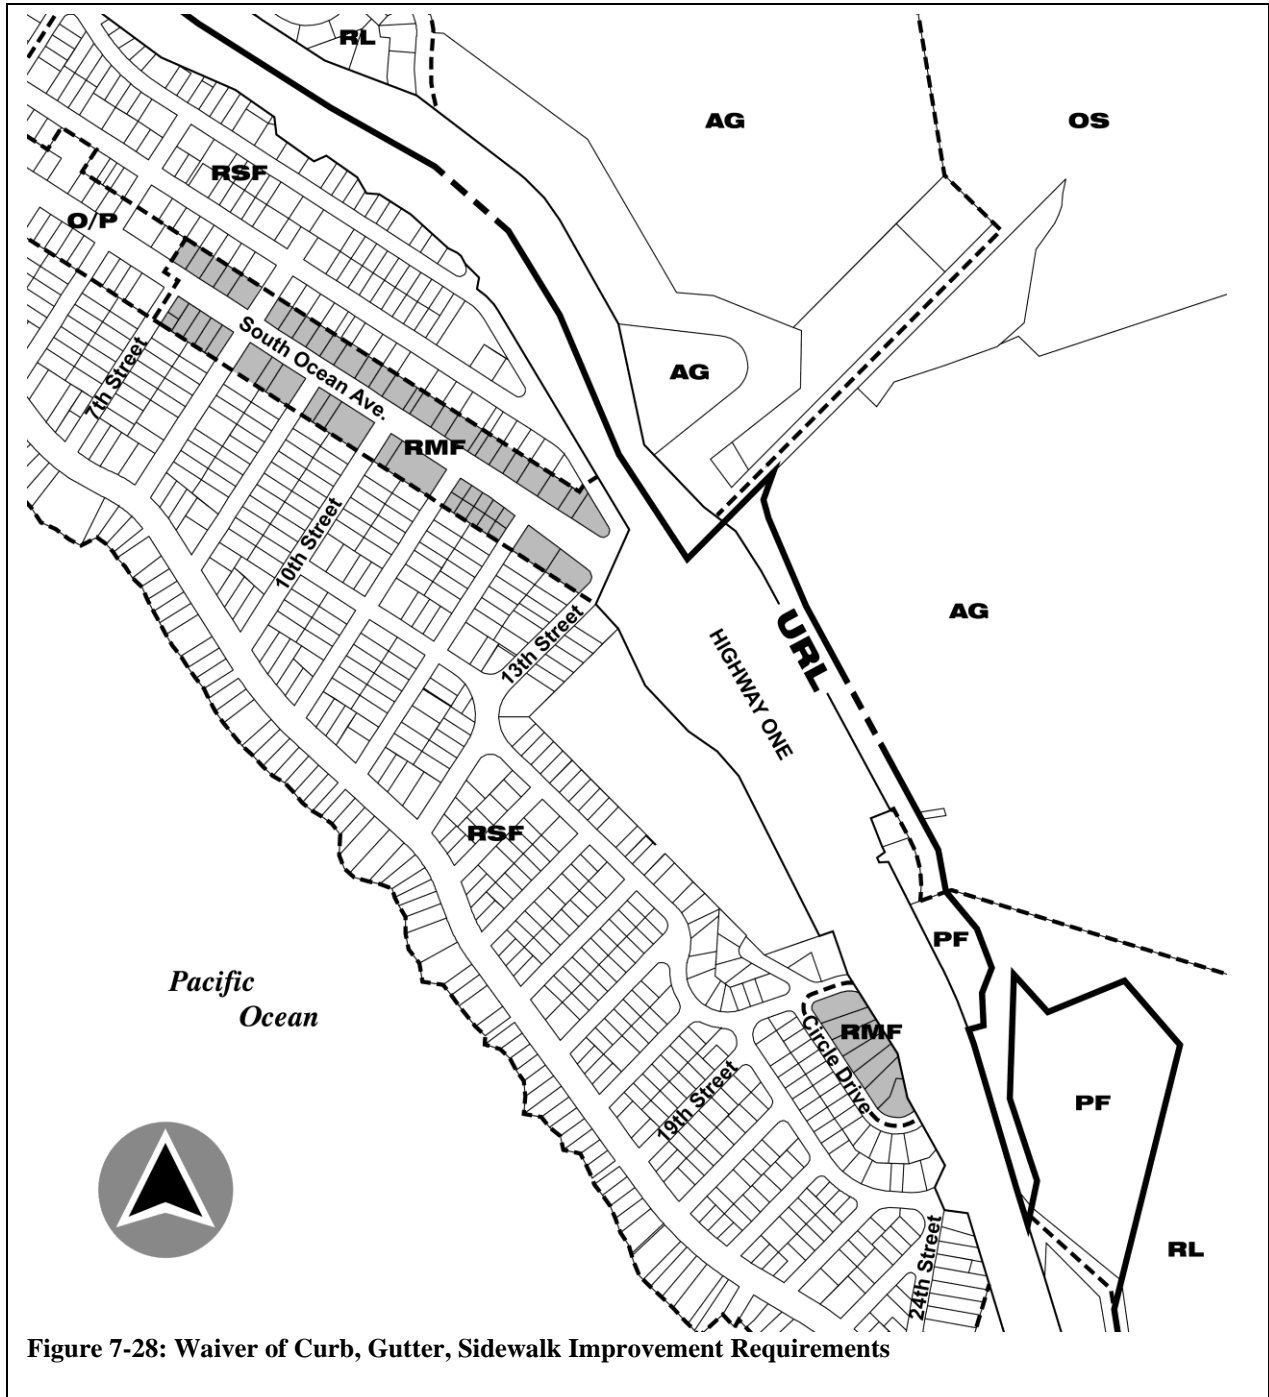 RL
AG
OS
RSF
O/P
South Ocean Ave.
7th Street
AG
RMF
10th Street
13th Street
URL
HIGHWAY ONE
AG
RSF
PF
Pacific
Ocean
RMF
Circle Drive
19th Street
PF
24th Street
RL
Figure 7-28: Waiver of Curb, Gutter, Sidewalk Improvement Requirements